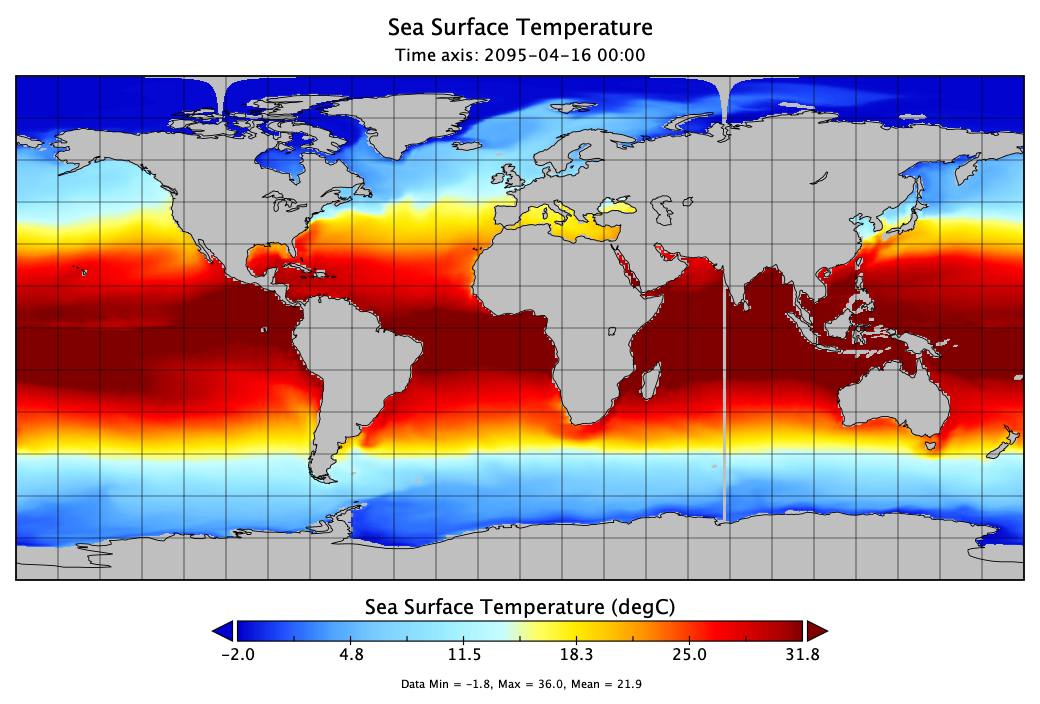 Sea Surface Temperature
Time axis: 2095-04-16 00:00
Sea Surface Temperature (degC)
-2.0 4.8 11.5 18.3 25.0 31.8
Data Min = -1.8, Max = 36.0, Mean = 21.9